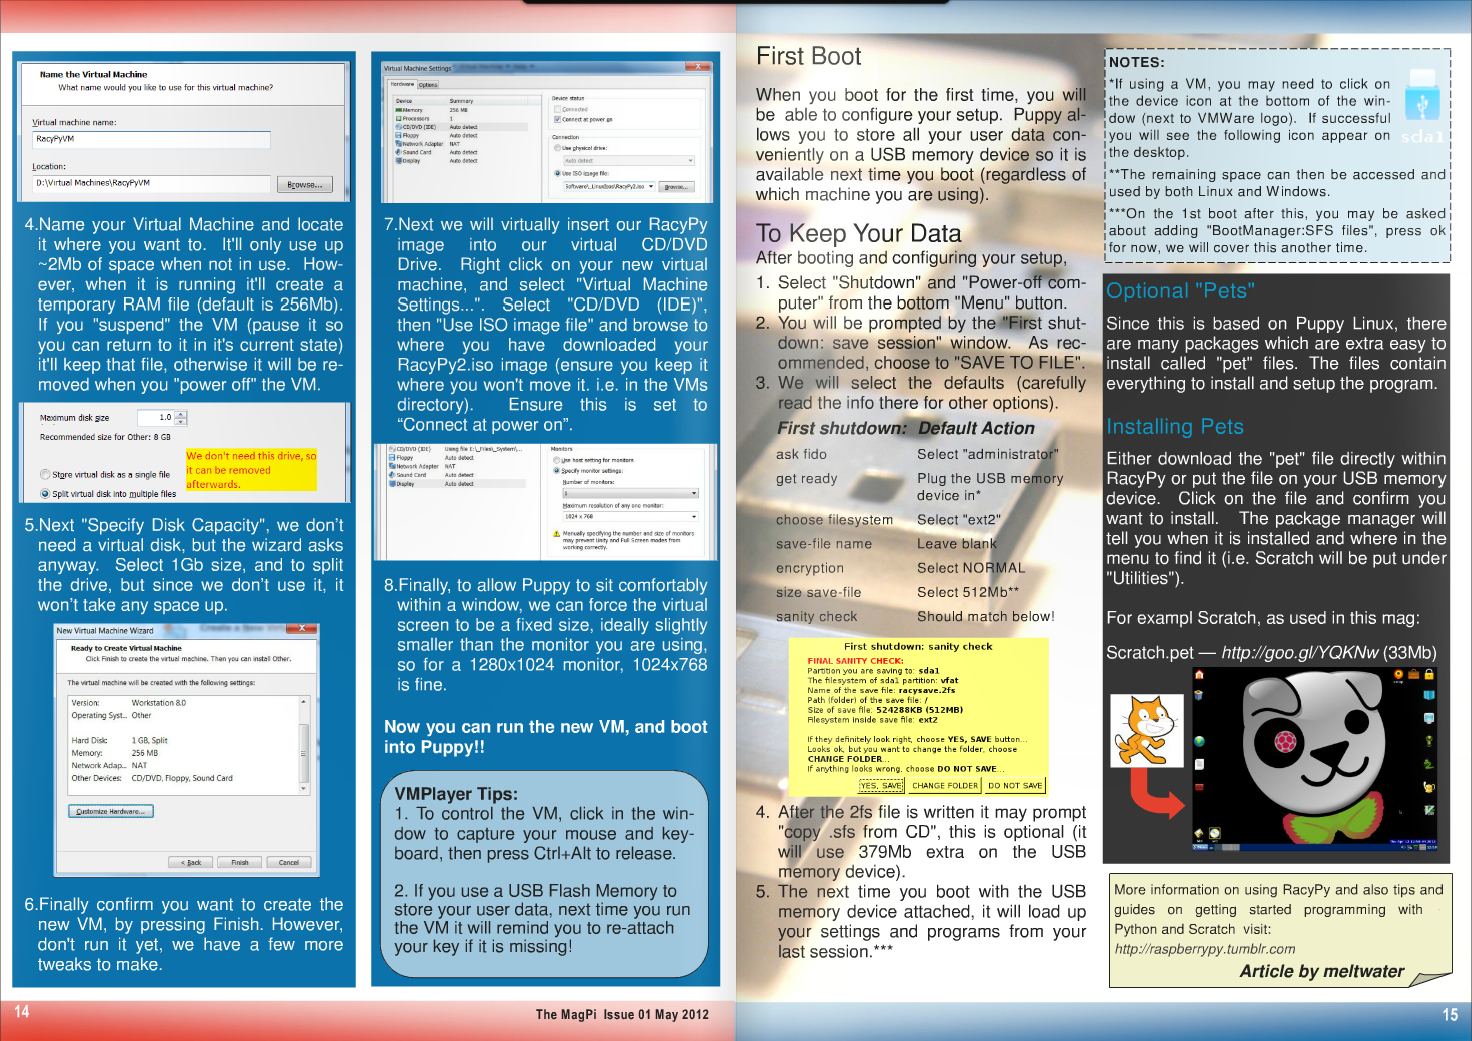 Name the Virtual Machine
What name would you like to use for this virtual machine?
Virtual machine name:
RacyPyVM
Location:
D:\Virtual Machines\RacyPyVM
Browse...
4.Name your Virtual Machine and locate
it where you want to. It'll only use up
~2Mb of space when not in use. How-
ever, when it is running it'll create a
temporary RAM file (default is 256Mb).
If you "suspend" the VM (pause it so
you can return to it in it's current state)
it'll keep that file, otherwise it will be re-
moved when you "power off" the VM.
Maximum disk size 1.0
Recommended size for Other: 8 GB
Store virtual disk as a single file
Split virtual disk into multiple files
We don't need this drive, so
it can be removed
afterwards.
5.Next "Specify Disk Capacity", we don't
need a virtual disk, but the wizard asks
anyway. Select 1Gb size, and to split
the drive, but since we don't use it, it
won't take any space up.
New Virtual Machine Wizard
Ready to Create Virtual Machine
Click Finish to create the virtual machine. Then you can install Other.
The virtual machine will be created with the following settings:
Version: Workstation 8.0
Operating Syst... Other
Hard Disk: 1 GB, Split
Memory: 256 MB
Network Adap... NAT
Other Devices: CD/DVD, Floppy, Sound Card
Customize Hardware...
< Back Finish Cancel
6.Finally confirm you want to create the
new VM, by pressing Finish. However,
don't run it yet, we have a few more
tweaks to make.
14
Virtual Machine Settings
Hardware Options
Device Summary
Memory 256 MB
Processors 1
CD/DVD (IDE) Auto detect
Floppy Auto detect
Network Adapter NAT
Sound Card Auto detect
Display Auto detect
Device status
Connected
Connect at power on
Connection
Use physical drive:
Auto detect
Use ISO image file:
Software\_LinuxIsos\RacyPy2.iso Browse...
7.Next we will virtually insert our RacyPy
image into our virtual CD/DVD
Drive. Right click on your new virtual
machine, and select "Virtual Machine
Settings...". Select "CD/DVD (IDE)",
then "Use ISO image file" and browse to
where you have downloaded your
RacyPy2.iso image (ensure you keep it
where you won't move it. i.e. in the VMs
directory). Ensure this is set to
“Connect at power on”.
CD/DVD (IDE) Using file E:\_Files\_System\...
Floppy Auto detect
Network Adapter NAT
Sound Card Auto detect
Display Auto detect
Monitors
Use host setting for monitors
Specify monitor settings:
Number of monitors:
1
Maximum resolution of any one monitor:
1024 x 768
Manually specifying the number and size of monitors
may prevent Unity and Full Screen modes from
working correctly.
8.Finally, to allow Puppy to sit comfortably
within a window, we can force the virtual
screen to be a fixed size, ideally slightly
smaller than the monitor you are using,
so for a 1280x1024 monitor, 1024x768
is fine.
Now you can run the new VM, and boot
into Puppy!!
VMPlayer Tips:
1. To control the VM, click in the win-
dow to capture your mouse and key-
board, then press Ctrl+Alt to release.
2. If you use a USB Flash Memory to
store your user data, next time you run
the VM it will remind you to re-attach
your key if it is missing!
The MagPi Issue 01 May 2012
First Boot
When you boot for the first time, you will
be able to configure your setup. Puppy al-
lows you to store all your user data con-
veniently on a USB memory device so it is
available next time you boot (regardless of
which machine you are using).
To Keep Your Data
After booting and configuring your setup,
1. Select "Shutdown" and "Power-off com-
puter" from the bottom "Menu" button.
2. You will be prompted by the "First shut-
down: save session" window. As rec-
ommended, choose to "SAVE TO FILE".
3. We will select the defaults (carefully
read the info there for other options).
First shutdown: Default Action
ask fido Select "administrator"
get ready Plug the USB memory
device in*
choose filesystem Select "ext2"
save-file name Leave blank
encryption Select NORMAL
size save-file Select 512Mb**
sanity check Should match below!
First shutdown: sanity check
FINAL SANITY CHECK:
Partition you are saving to: sda1
The filesystem of sda1 partition: vfat
Name of the save file: racysave.2fs
Path (folder) of the save file: /
Size of save file: 524288KB (512MB)
Filesystem inside save file: ext2
If they definitely look right, choose YES, SAVE button...
Looks ok, but you want to change the folder, choose
CHANGE FOLDER...
If anything looks wrong, choose DO NOT SAVE...
YES, SAVE CHANGE FOLDER DO NOT SAVE
4. After the 2fs file is written it may prompt
"copy .sfs from CD", this is optional (it
will use 379Mb extra on the USB
memory device).
5. The next time you boot with the USB
memory device attached, it will load up
your settings and programs from your
last session.***
NOTES:
*If using a VM, you may need to click on
the device icon at the bottom of the win-
dow (next to VMWare logo). If successful
you will see the following icon appear on
the desktop.
sda1
**The remaining space can then be accessed and
used by both Linux and Windows.
***On the 1st boot after this, you may be asked
about adding "BootManager:SFS files", press ok
for now, we will cover this another time.
Optional "Pets"
Since this is based on Puppy Linux, there
are many packages which are extra easy to
install called "pet" files. The files contain
everything to install and setup the program.
Installing Pets
Either download the "pet" file directly within
RacyPy or put the file on your USB memory
device. Click on the file and confirm you
want to install. The package manager will
tell you when it is installed and where in the
menu to find it (i.e. Scratch will be put under
"Utilities").
For exampl Scratch, as used in this mag:
Scratch.pet — http://goo.gl/YQKNw (33Mb)
More information on using RacyPy and also tips and
guides on getting started programming with
Python and Scratch visit:
http://raspberrypy.tumblr.com
Article by meltwater
15